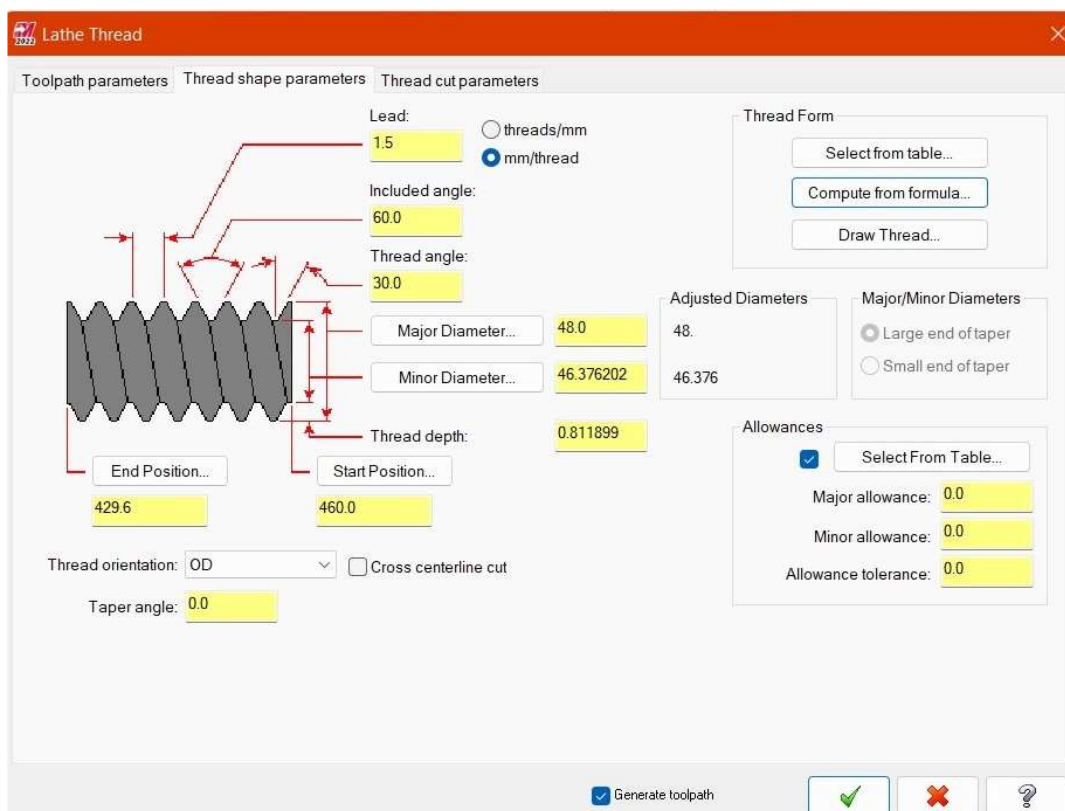 2022 Lathe Thread
Toolpath parameters Thread shape parameters Thread cut parameters
Lead:
1.5
threads/mm
mm/thread
Included angle:
60.0
Thread angle:
30.0
Major Diameter... 48.0
Minor Diameter... 46.376202
Thread depth: 0.811899
Adjusted Diameters
48.
46.376
Thread Form
Select from table...
Compute from formula...
Draw Thread...
Major/Minor Diameters
Large end of taper
Small end of taper
End Position... Start Position...
429.6 460.0
Allowances
Select From Table...
Major allowance: 0.0
Minor allowance: 0.0
Allowance tolerance: 0.0
Thread orientation: OD Cross centerline cut
Taper angle: 0.0
Generate toolpath
?